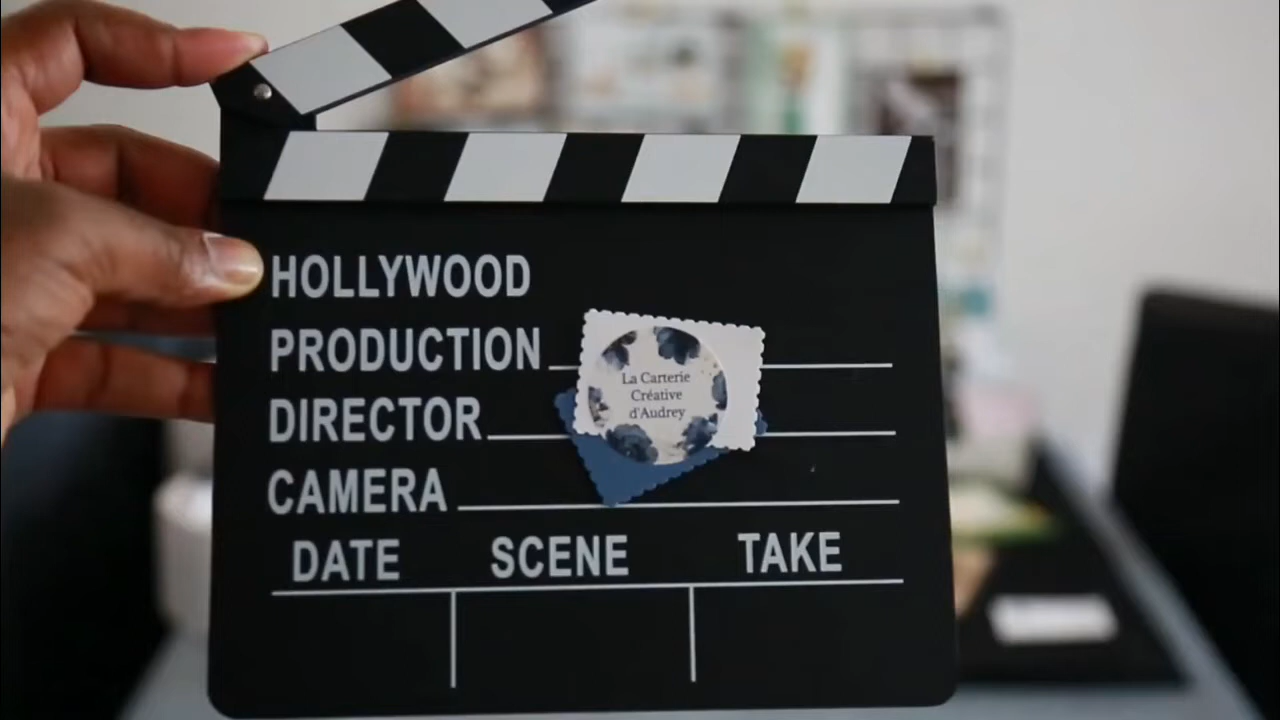 HOLLYWOOD
PRODUCTION
DIRECTOR
CAMERA
La Carterie
Créative
d'Audrey
DATE SCENE TAKE